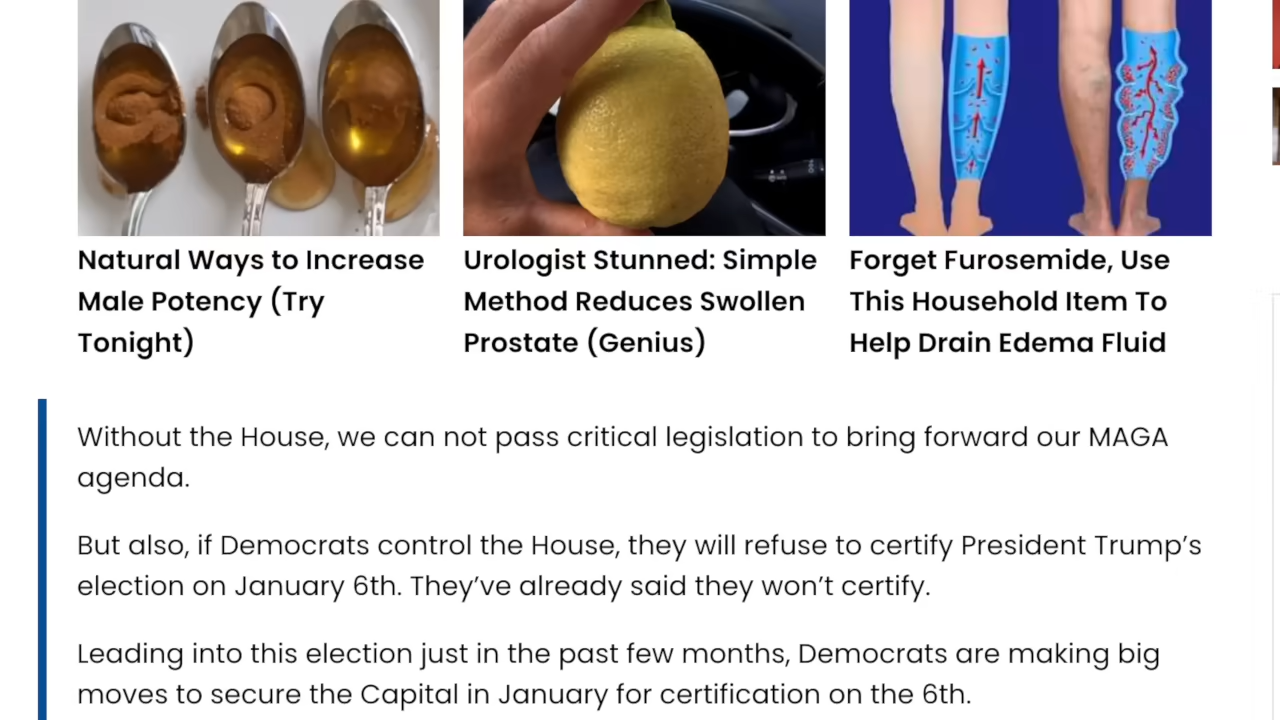 Natural Ways to Increase
Male Potency (Try
Tonight)
Urologist Stunned: Simple
Method Reduces Swollen
Prostate (Genius)
Forget Furosemide, Use
This Household Item To
Help Drain Edema Fluid
Without the House, we can not pass critical legislation to bring forward our MAGA
agenda.
But also, if Democrats control the House, they will refuse to certify President Trump’s
election on January 6th. They’ve already said they won’t certify.
Leading into this election just in the past few months, Democrats are making big
moves to secure the Capital in January for certification on the 6th.